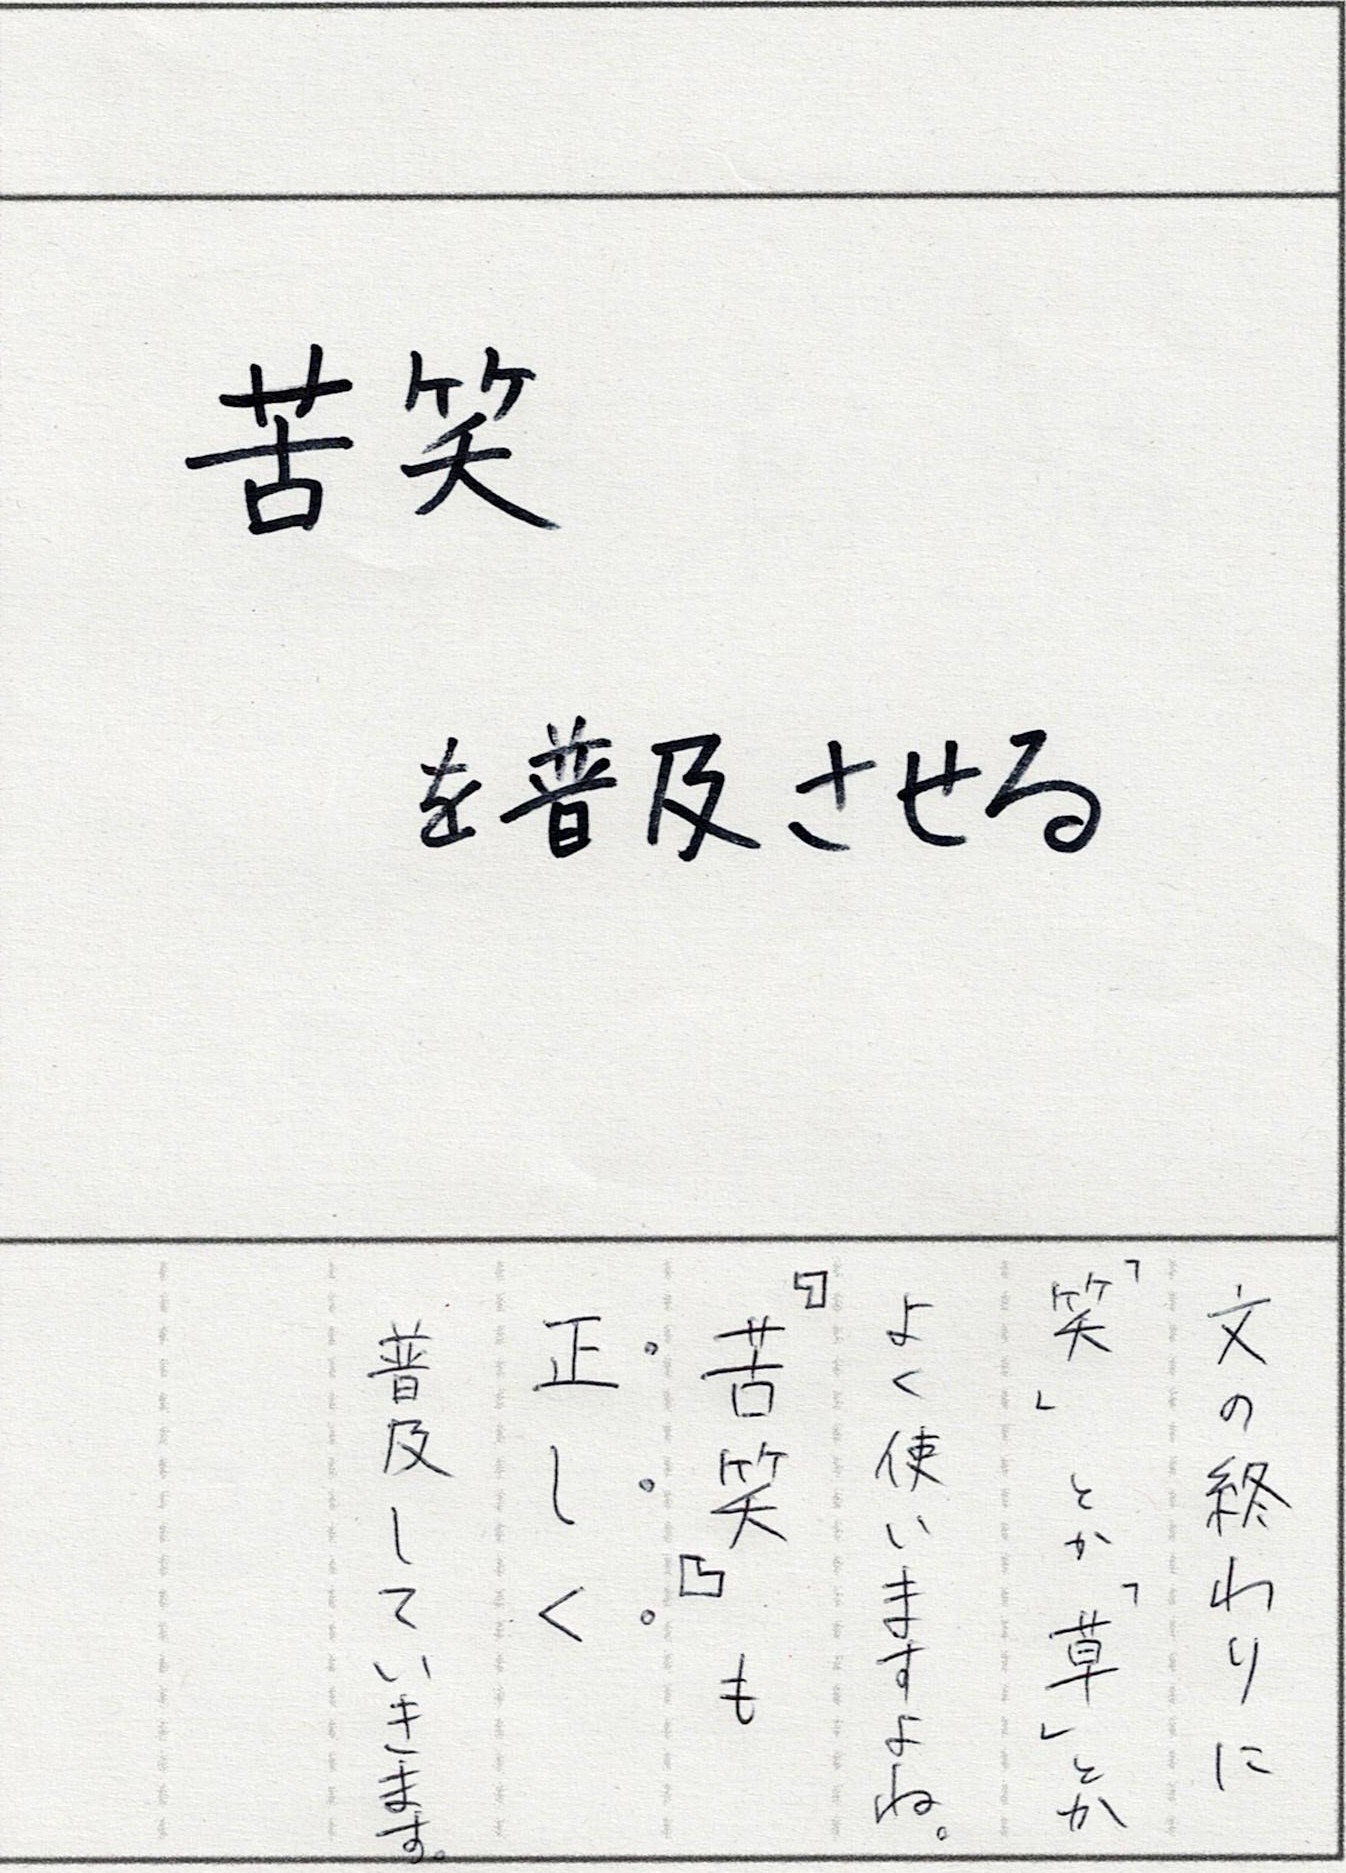 苦笑
を普及させる
文の終わりに
「笑」とか「草」とか
よく使いますよね。
『苦笑』も
正しく
普及していきます。